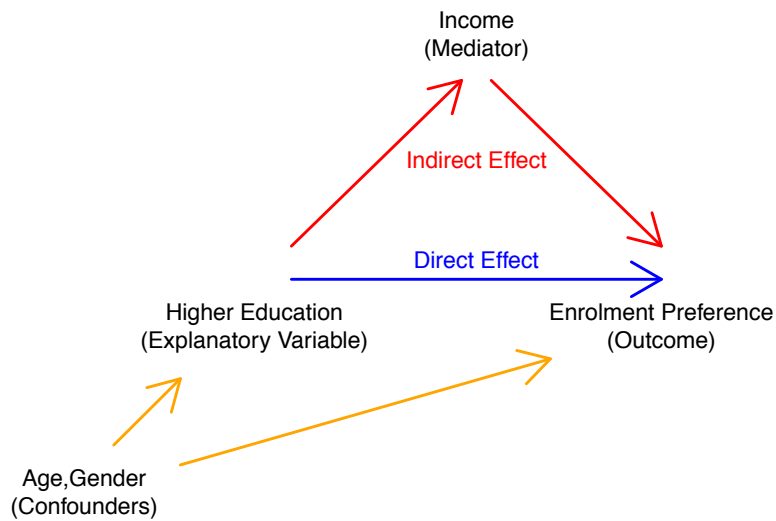 Income
(Mediator)
Indirect Effect
Direct Effect
Higher Education
(Explanatory Variable)
Enrolment Preference
(Outcome)
Age,Gender
(Confounders)